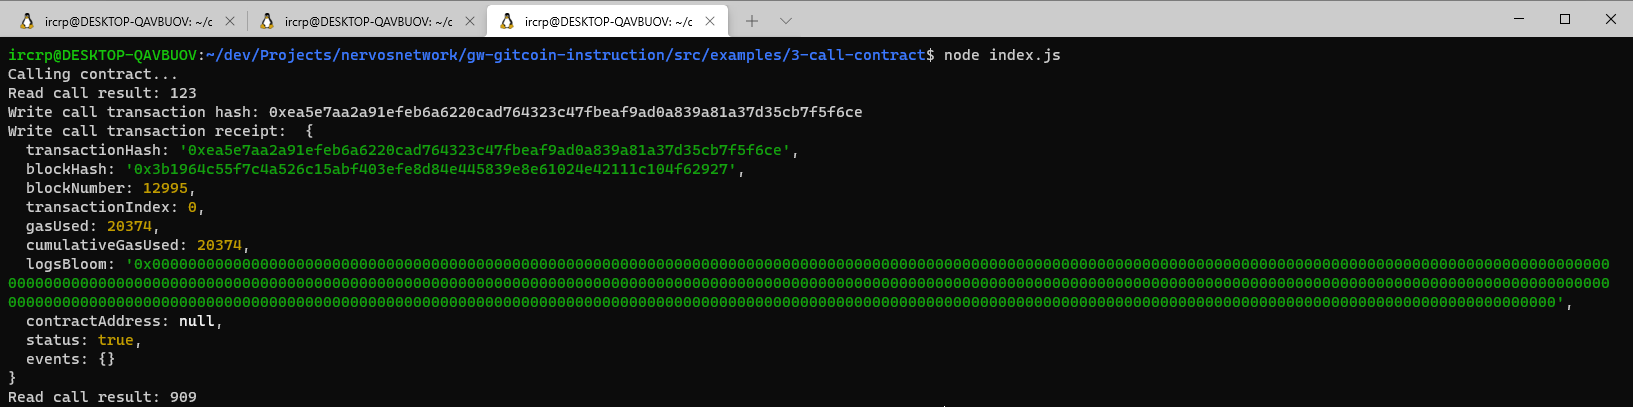 ircrp@DESKTOP-QAVBUOV: ~/c
ircrp@DESKTOP-QAVBUOV: ~/c
ircrp@DESKTOP-QAVBUOV: ~/c
ircrp@DESKTOP-QAVBUOV:~/dev/Projects/nervosnetwork/gw-gitcoin-instruction/src/examples/3-call-contract$ node index.js
Calling contract...
Read call result: 123
Write call transaction hash: 0xea5e7aa2a91efeb6a6220cad764323c47fbeaf9ad0a839a81a37d35cb7f5f6ce
Write call transaction receipt:  {
  transactionHash: '0xea5e7aa2a91efeb6a6220cad764323c47fbeaf9ad0a839a81a37d35cb7f5f6ce',
  blockHash: '0x3b1964c55f7c4a526c15abf403efe8d84e445839e8e61024e42111c104f62927',
  blockNumber: 12995,
  transactionIndex: 0,
  gasUsed: 20374,
  cumulativeGasUsed: 20374,
  logsBloom: '0x000000000000000000000000000000000000000000000000000000000000000000000000000000000000000000000000000000000000000000000000000000000000000000000000000000000000000000
0000000000000000000000000000000000000000000000000000000000000000000000000000000000000000000000000000000000000000000000000000000000000000000000000000000000000000000000000000000000
0000000000000000000000000000000000000000000000000000000000000000000000000000000000000000000000000000000000000000000000000000000000000000000000000000000000000000000000000000',
  contractAddress: null,
  status: true,
  events: {}
}
Read call result: 909